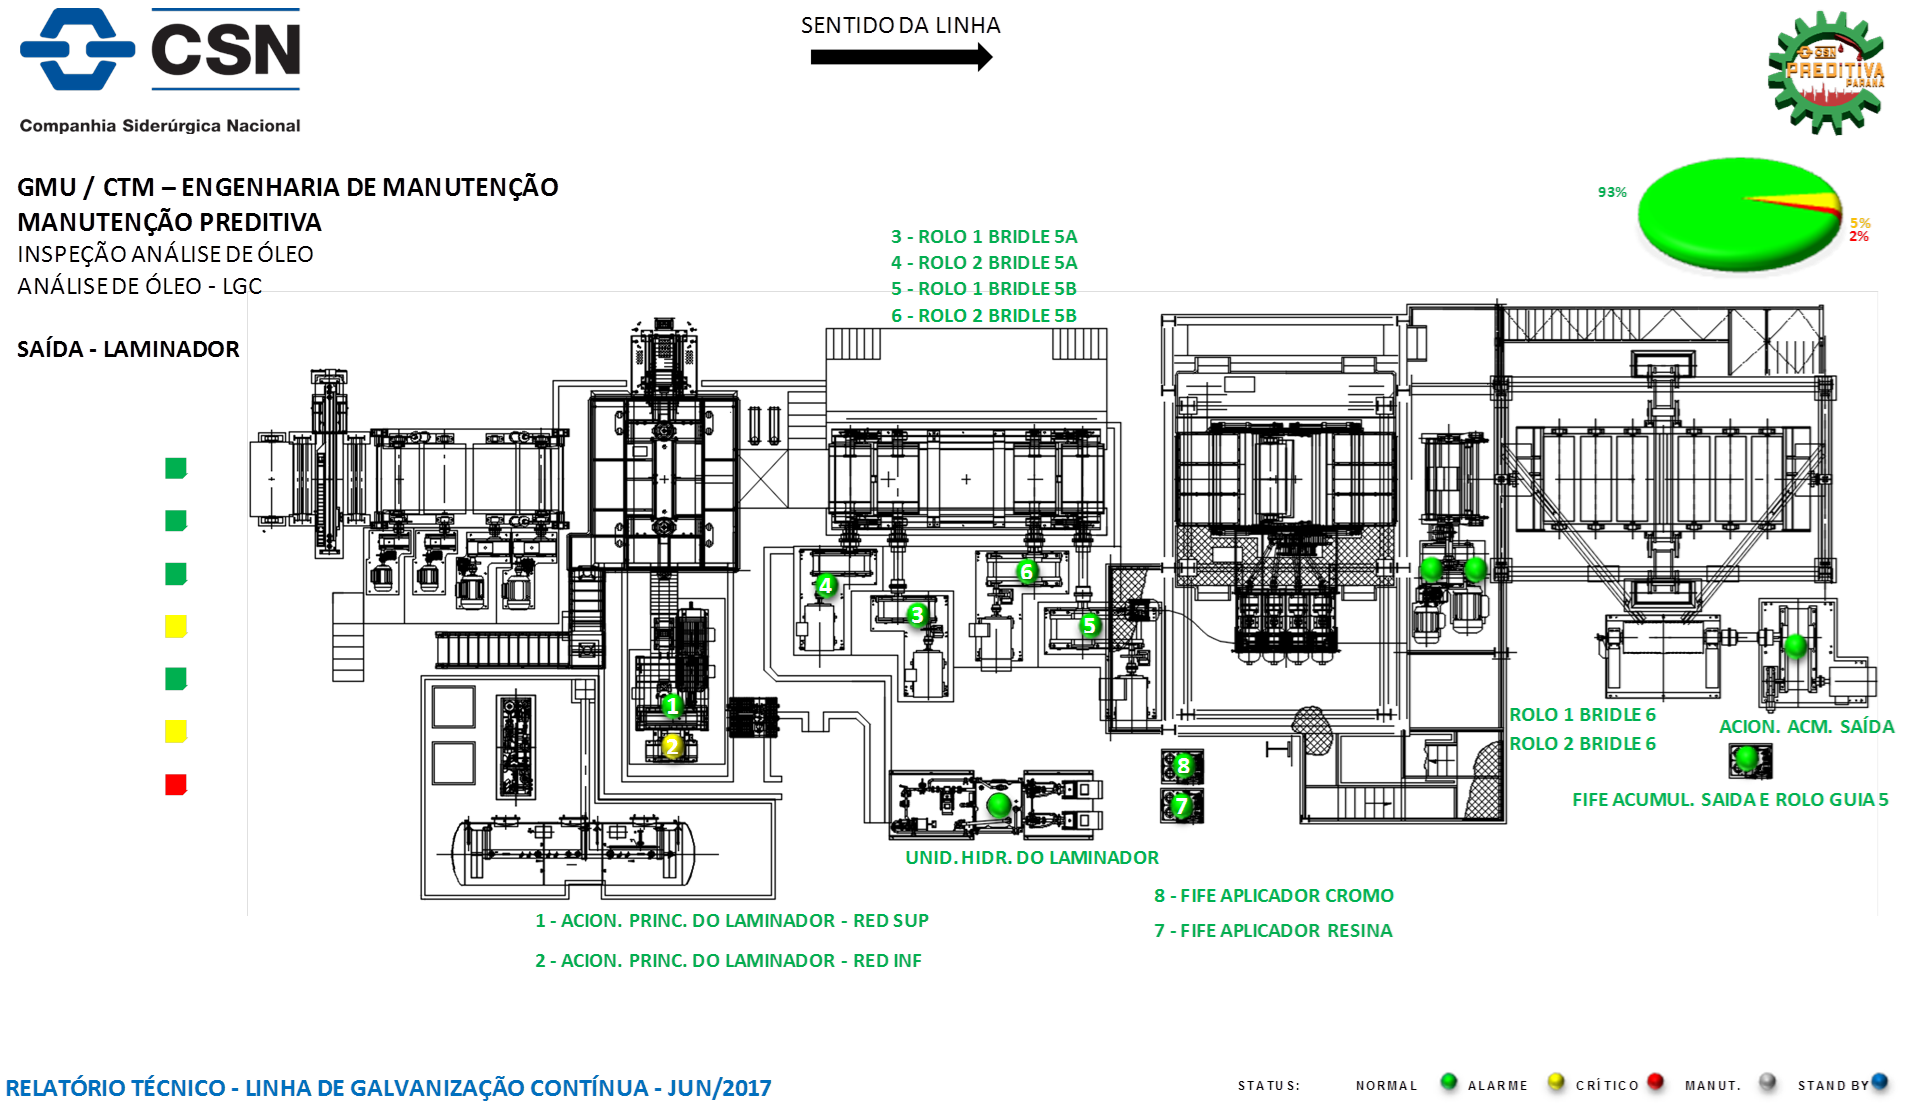 CSN
Companhia Siderúrgica Nacional
SENTIDO DA LINHA
CSN
PREDITIVA
PARANÁ
GMU / CTM – ENGENHARIA DE MANUTENÇÃO
MANUTENÇÃO PREDITIVA
INSPEÇÃO ANÁLISE DE ÓLEO
ANÁLISE DE ÓLEO - LGC
SAÍDA - LAMINADOR
93%
5%
2%
3 - ROLO 1 BRIDLE 5A
4 - ROLO 2 BRIDLE 5A
5 - ROLO 1 BRIDLE 5B
6 - ROLO 2 BRIDLE 5B
4
6
3
5
1
2
8
7
ROLO 1 BRIDLE 6
ROLO 2 BRIDLE 6
ACION. ACM. SAÍDA
FIFE ACUMUL. SAIDA E ROLO GUIA 5
UNID. HIDR. DO LAMINADOR
8 - FIFE APLICADOR CROMO
7 - FIFE APLICADOR RESINA
1 - ACION. PRINC. DO LAMINADOR - RED SUP
2 - ACION. PRINC. DO LAMINADOR - RED INF
RELATÓRIO TÉCNICO - LINHA DE GALVANIZAÇÃO CONTÍNUA - JUN/2017
STATUS: NORMAL ALARME CRÍTICO MANUT. STAND BY